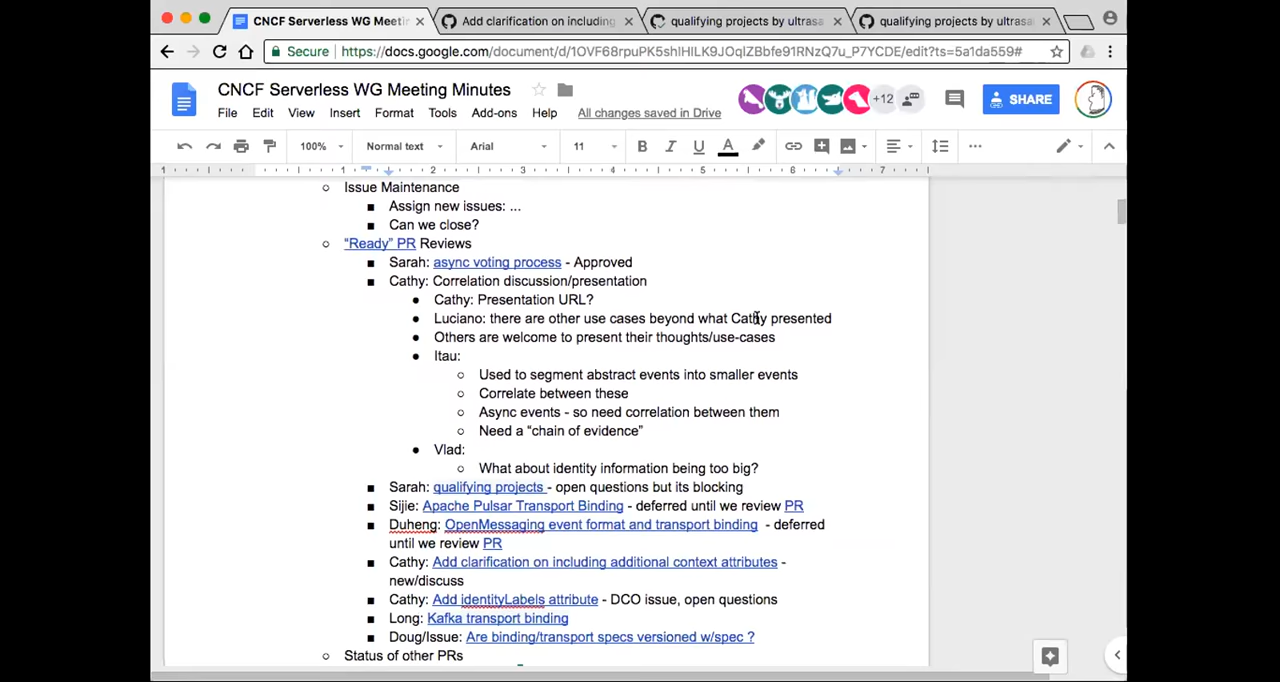 CNCF Serverless WG Meetin
Add clarification on including
qualifying projects by ultrasa
qualifying projects by ultrasa
Secure
https://docs.google.com/document/d/1OVF68rpuPK5shlHILK9JOqlZBbfe91RNzQ7u_P7YCDE/edit?ts=5a1da559#
CNCF Serverless WG Meeting Minutes
+12
SHARE
File Edit View Insert Format Tools Add-ons Help All changes saved in Drive
100% Normal text Arial 11 B I U A
1 1 2 3 4 5 6 7
Issue Maintenance
Assign new issues: ...
Can we close?
"Ready" PR Reviews
Sarah: async voting process - Approved
Cathy: Correlation discussion/presentation
Cathy: Presentation URL?
Luciano: there are other use cases beyond what Cathy presented
Others are welcome to present their thoughts/use-cases
Itau:
Used to segment abstract events into smaller events
Correlate between these
Async events - so need correlation between them
Need a "chain of evidence"
Vlad:
What about identity information being too big?
Sarah: qualifying projects - open questions but its blocking
Sijie: Apache Pulsar Transport Binding - deferred until we review PR
Duheng: OpenMessaging event format and transport binding - deferred
until we review PR
Cathy: Add clarification on including additional context attributes -
new/discuss
Cathy: Add identityLabels attribute - DCO issue, open questions
Long: Kafka transport binding
Doug/Issue: Are binding/transport specs versioned w/spec ?
Status of other PRs